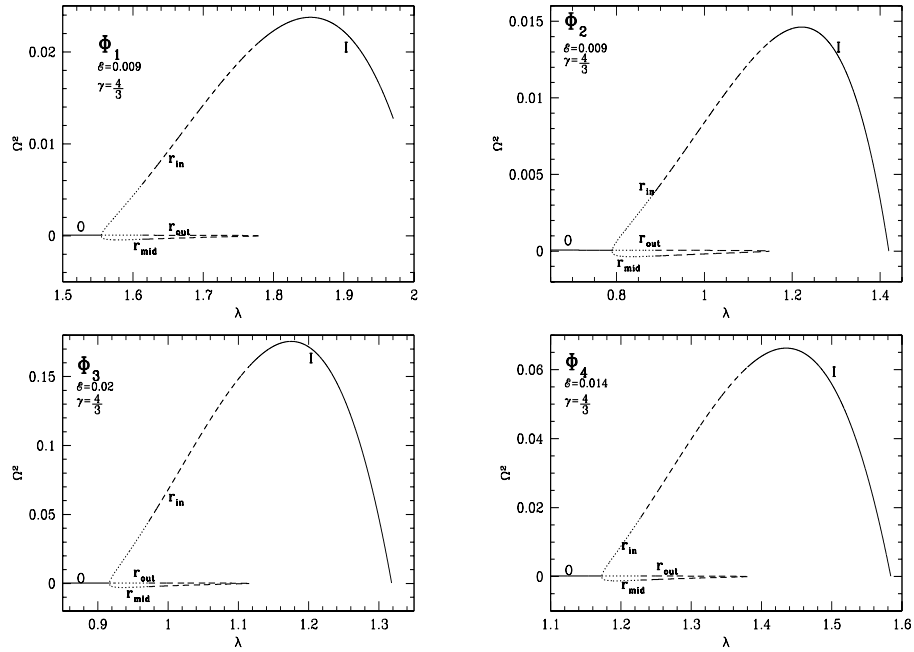 Φ₁
ℰ=0.009
γ=4/3
Ω²
0.02
0.01
0
I
r_in
O
r_out
r_mid
1.5 1.6 1.7 1.8 1.9 2
λ
Φ₂
ℰ=0.009
γ=4/3
Ω²
0.015
0.01
0.005
0
I
r_in
O
r_out
r_mid
0.8 1 1.2 1.4
λ
Φ₃
ℰ=0.02
γ=4/3
Ω²
0.15
0.1
0.05
0
I
r_in
O
r_out
r_mid
0.9 1 1.1 1.2 1.3
λ
Φ₄
ℰ=0.014
γ=4/3
Ω²
0.06
0.04
0.02
0
I
r_in
O
r_out
r_mid
1.1 1.2 1.3 1.4 1.5 1.6
λ